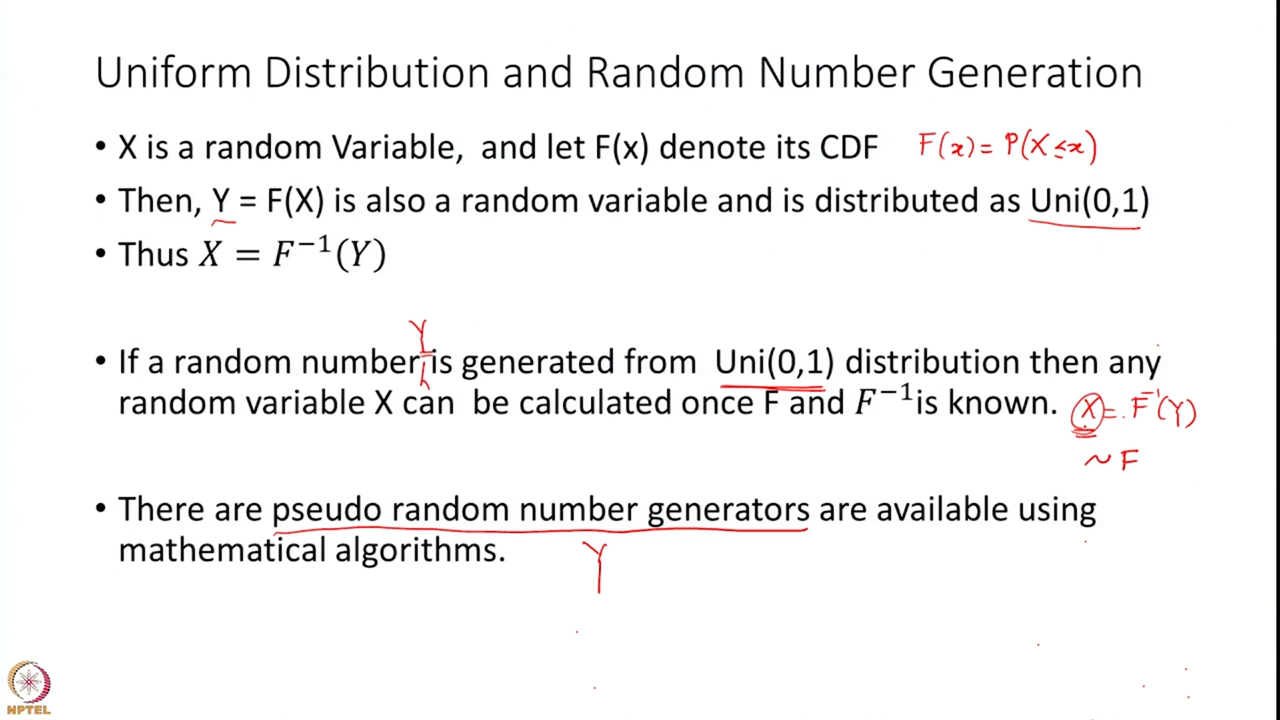 Uniform Distribution and Random Number Generation
• X is a random Variable, and let F(x) denote its CDF F(x) = P(X ≤ x)
• Then, Y = F(X) is also a random variable and is distributed as Uni(0,1)
• Thus X = F⁻¹(Y)
Y
• If a random number is generated from Uni(0,1) distribution then any
random variable X can be calculated once F and F⁻¹ is known. X = F⁻¹(Y)
~ F
• There are pseudo random number generators are available using
mathematical algorithms.
Y
NPTEL